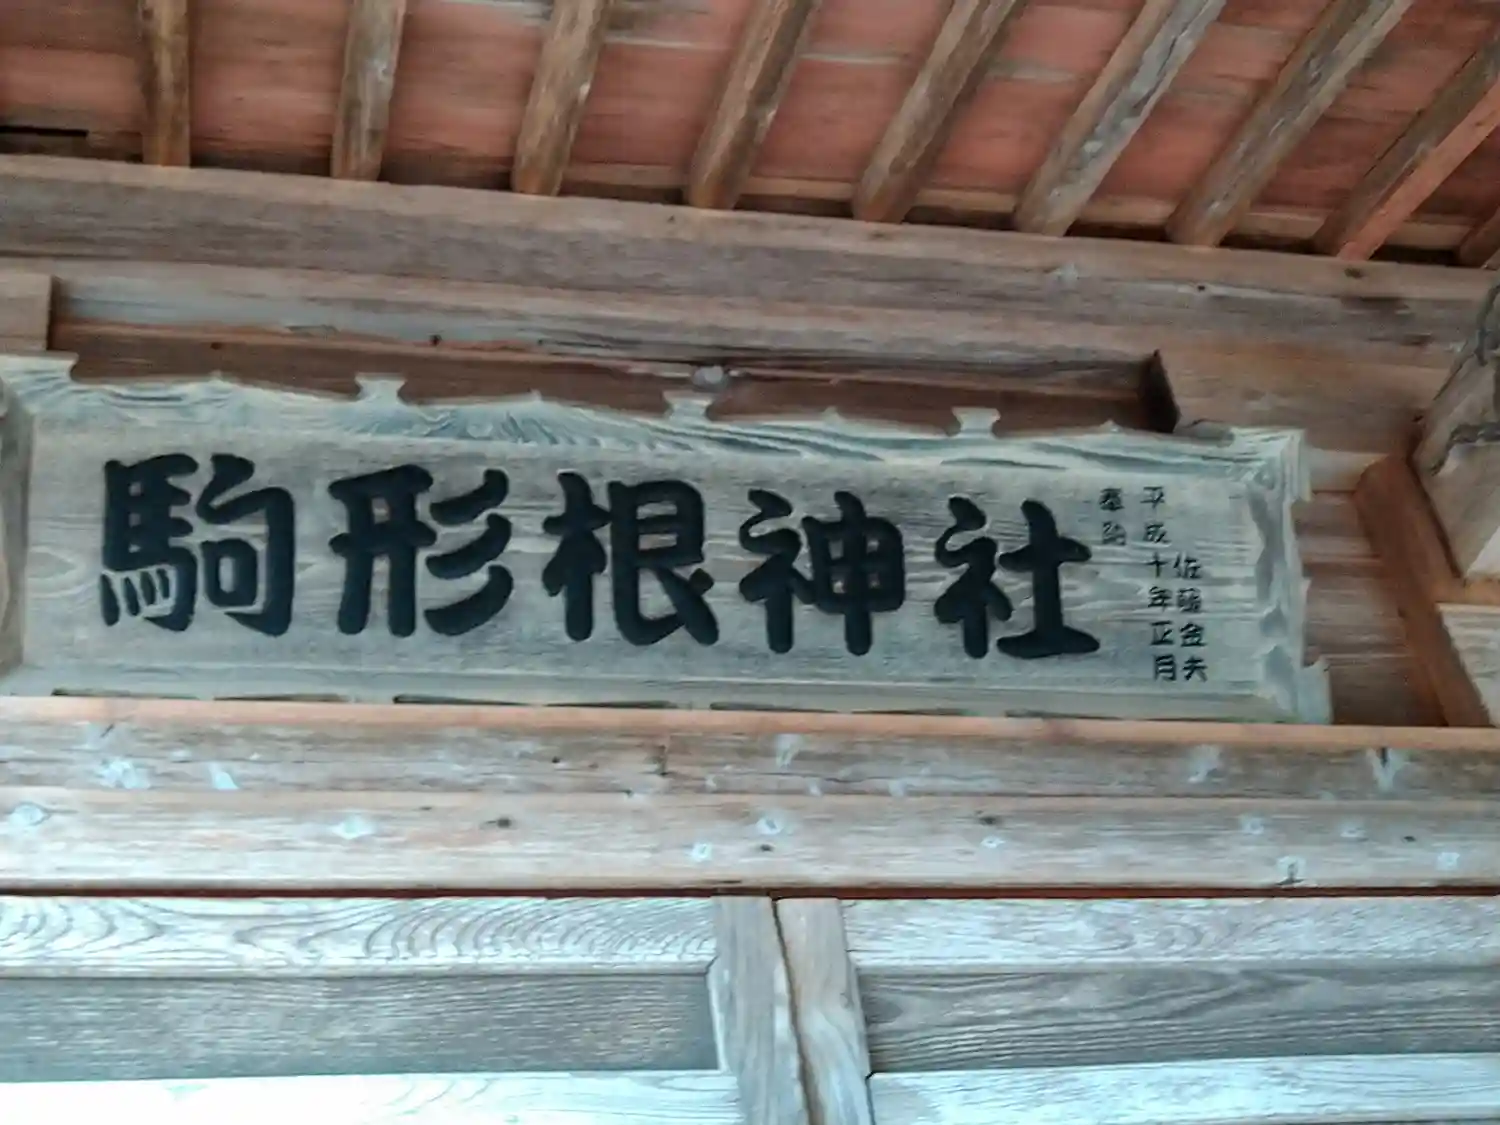 駒形根神社
奉納
平成十年正月
佐藤金夫